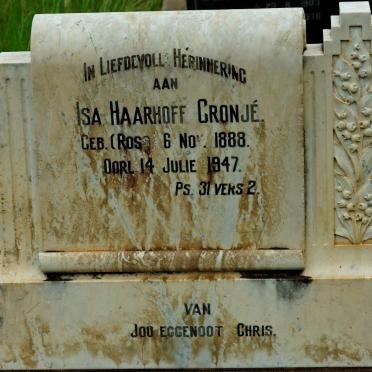 IN LIEFDEVOLLE HERINNERING
AAN
ISA HAARHOFF CRONJÉ.
GEB. (ROSS) 6 NOV. 1888.
OORL. 14 JULIE 1947.
PS. 31 VERS 2.
VAN
JOU EGGENOOT CHRIS.